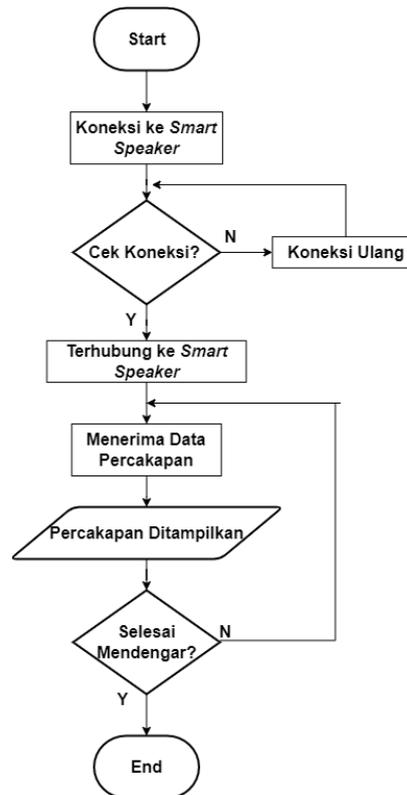 Start
Koneksi ke Smart
Speaker
Cek Koneksi?
N
Koneksi Ulang
Y
Terhubung ke Smart
Speaker
Menerima Data
Percakapan
Percakapan Ditampilkan
Selesai
Mendengar?
N
Y
End